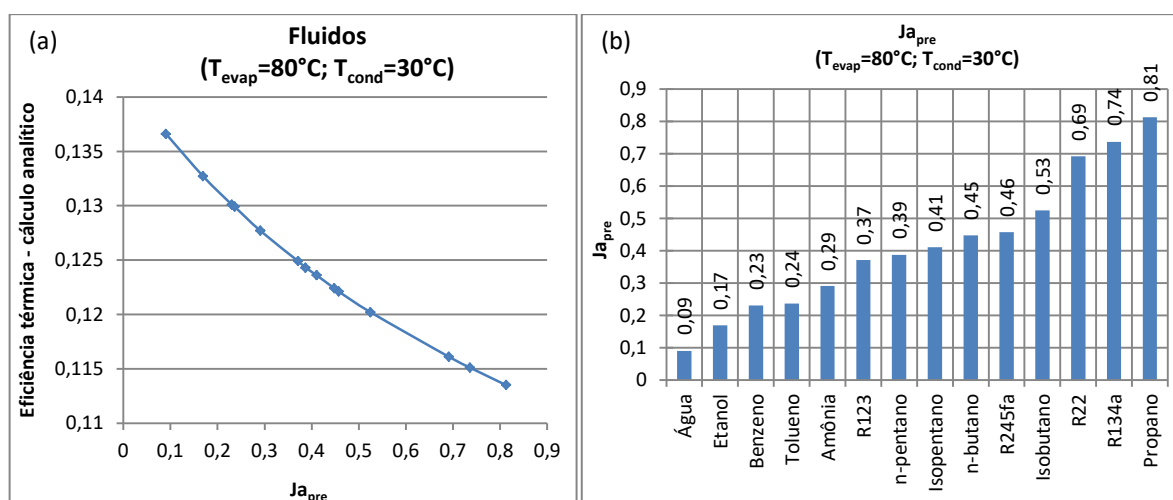 (a)
Fluidos
(Tevap=80°C; Tcond=30°C)
Eficiência térmica - cálculo analítico
0,14
0,135
0,13
0,125
0,12
0,115
0,11
0 0,1 0,2 0,3 0,4 0,5 0,6 0,7 0,8 0,9
Japre
(b)
Japre
(Tevap=80°C; Tcond=30°C)
Japre
0,9
0,8
0,7
0,6
0,5
0,4
0,3
0,2
0,1
0
0,09 0,17 0,23 0,24 0,29 0,37 0,39 0,41 0,45 0,46 0,53 0,69 0,74 0,81
Água Etanol Benzeno Tolueno Amônia R123 n-pentano Isopentano n-butano R245fa Isobutano R22 R134a Propano